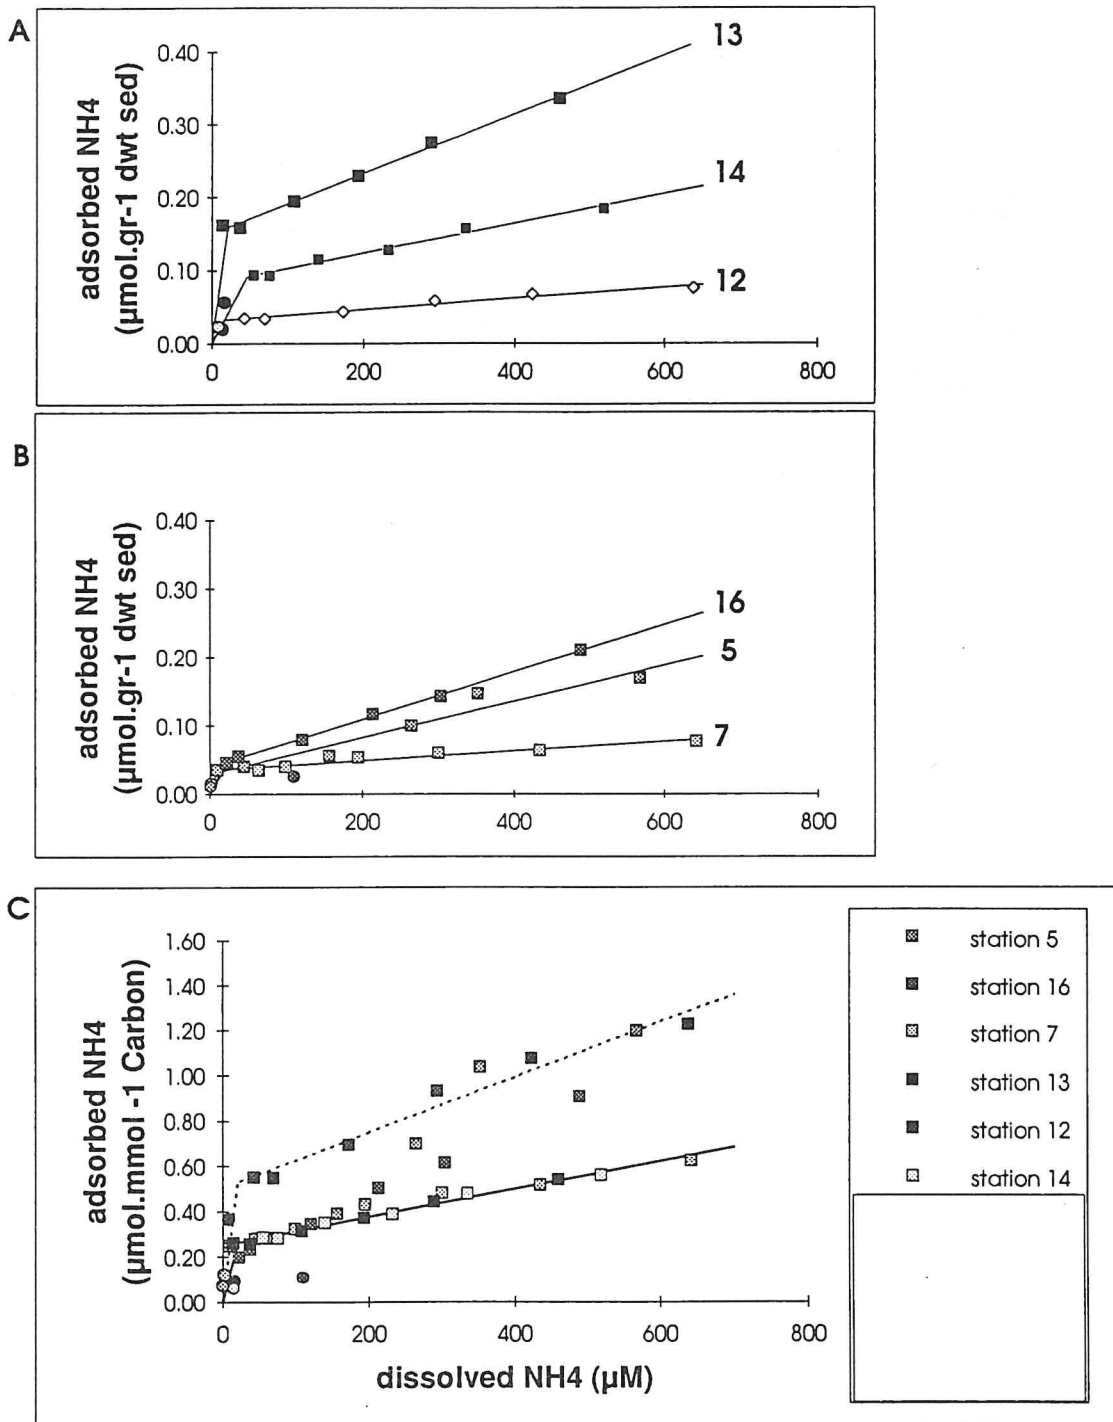 A
adsorbed NH4
(µmol.gr-1 dwt sed)
0.40
0.30
0.20
0.10
0.00
0
200
400
600
800
13
14
12
B
adsorbed NH4
(µmol.gr-1 dwt sed)
0.40
0.30
0.20
0.10
0.00
0
200
400
600
800
16
5
7
C
adsorbed NH4
(µmol.mmol -1 Carbon)
1.60
1.40
1.20
1.00
0.80
0.60
0.40
0.20
0.00
0
200
400
600
800
dissolved NH4 (µM)
station 5
station 16
station 7
station 13
station 12
station 14